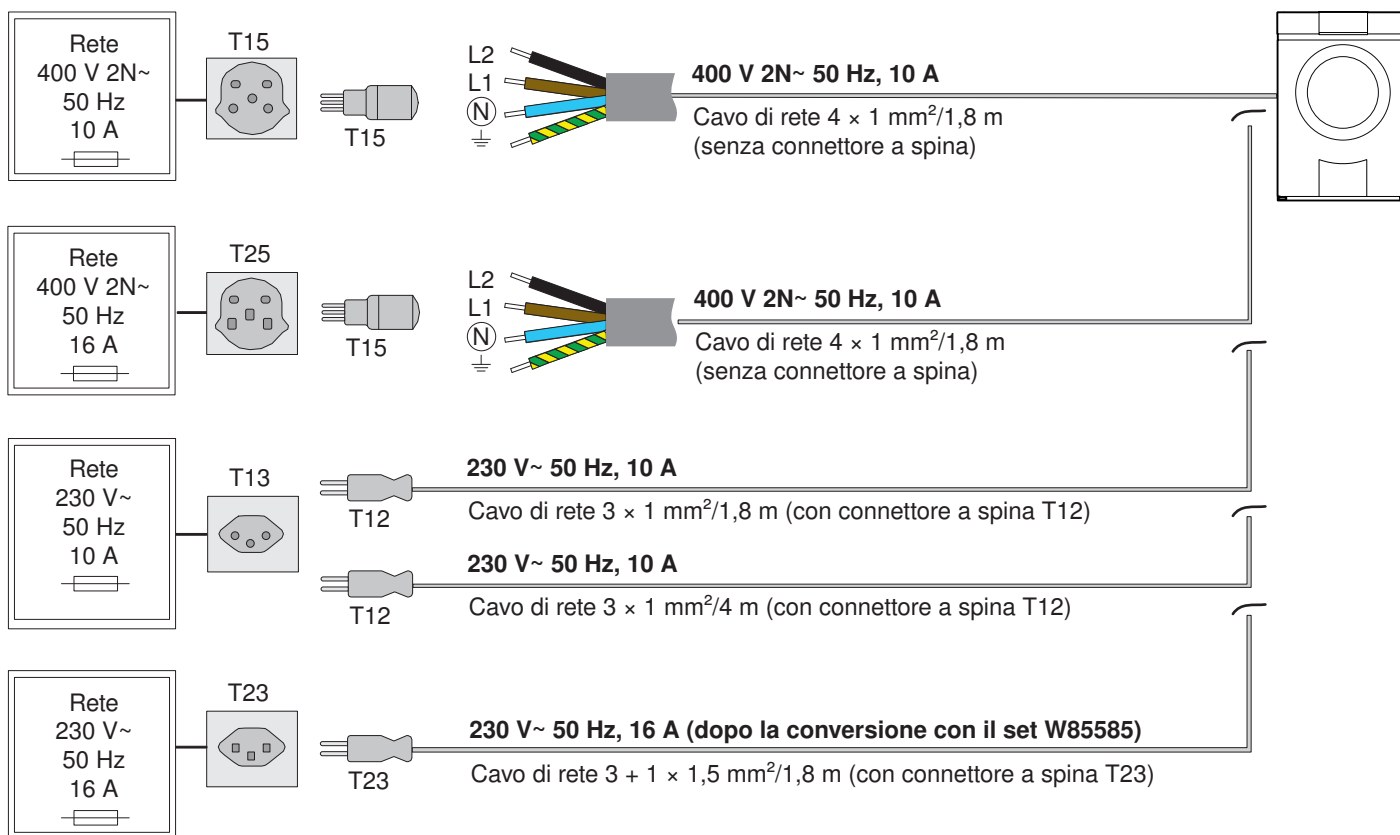 Rete
400 V 2N~
50 Hz
10 A
T15
T15
L2
L1
N
400 V 2N~ 50 Hz, 10 A
Cavo di rete 4 × 1 mm²/1,8 m
(senza connettore a spina)
Rete
400 V 2N~
50 Hz
16 A
T25
T15
L2
L1
N
400 V 2N~ 50 Hz, 10 A
Cavo di rete 4 × 1 mm²/1,8 m
(senza connettore a spina)
Rete
230 V~
50 Hz
10 A
T13
T12
230 V~ 50 Hz, 10 A
Cavo di rete 3 × 1 mm²/1,8 m (con connettore a spina T12)
T12
230 V~ 50 Hz, 10 A
Cavo di rete 3 × 1 mm²/4 m (con connettore a spina T12)
Rete
230 V~
50 Hz
16 A
T23
T23
230 V~ 50 Hz, 16 A (dopo la conversione con il set W85585)
Cavo di rete 3 + 1 × 1,5 mm²/1,8 m (con connettore a spina T23)